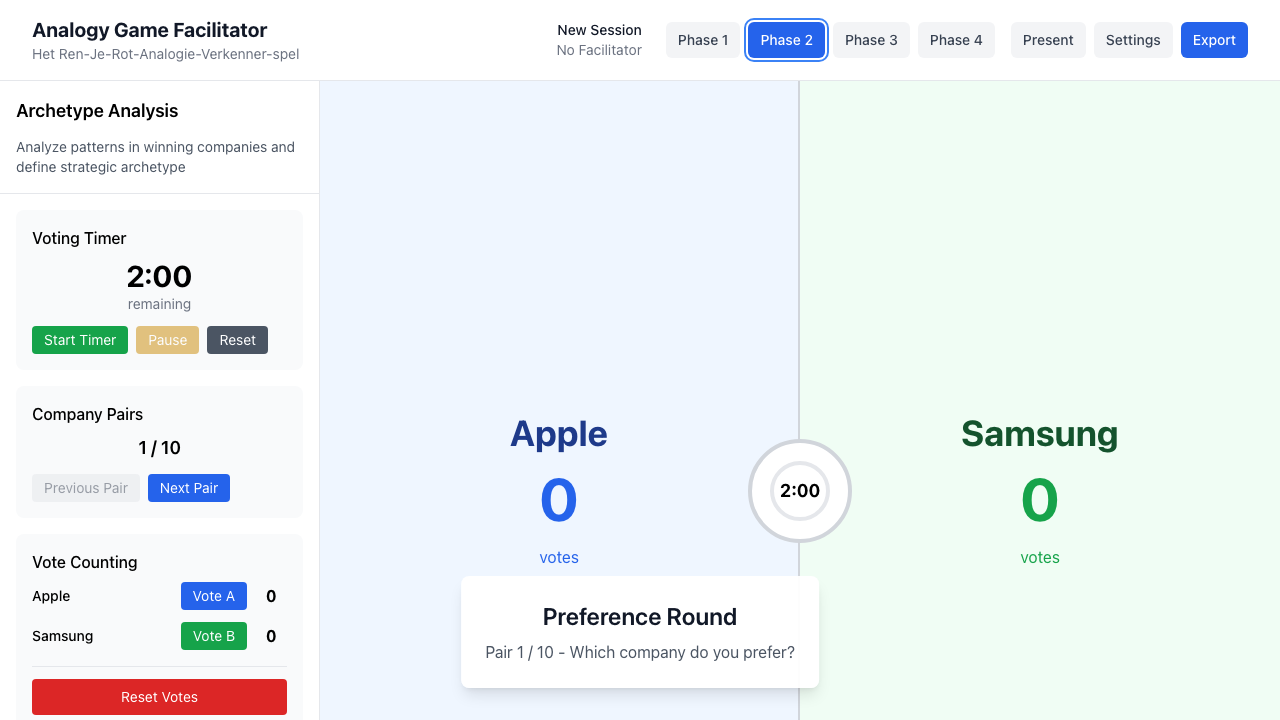 Analogy Game Facilitator
Het Ren-Je-Rot-Analogie-Verkenner-spel
New Session
No Facilitator
Phase 1
Phase 2
Phase 3
Phase 4
Present
Settings
Export
Archetype Analysis
Analyze patterns in winning companies and
define strategic archetype
Voting Timer
2:00
remaining
Start Timer
Pause
Reset
Company Pairs
1 / 10
Previous Pair
Next Pair
Vote Counting
Apple
Vote A
0
Samsung
Vote B
0
Reset Votes
Apple
0
votes
2:00
Samsung
0
votes
Preference Round
Pair 1 / 10 - Which company do you prefer?